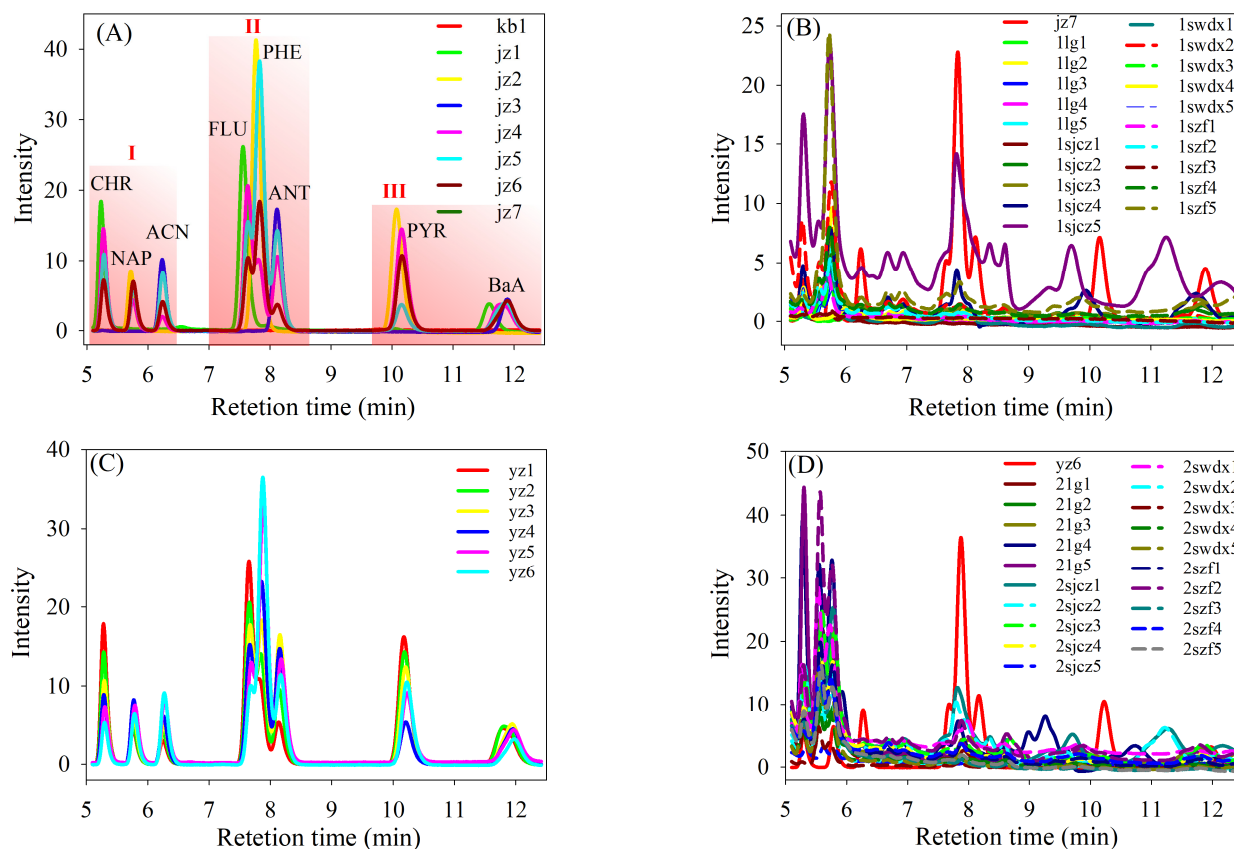 (A)
I
II
III
CHR
NAP
ACN
FLU
PHE
ANT
PYR
BaA
kb1
jz1
jz2
jz3
jz4
jz5
jz6
jz7
40
30
20
10
0
Intensity
5 6 7 8 9 10 11 12
Retetion time (min)
(B)
jz7
1lg1
1lg2
1lg3
1lg4
1lg5
1sjcz1
1sjcz2
1sjcz3
1sjcz4
1sjcz5
1swdx1
1swdx2
1swdx3
1swdx4
1swdx5
1szf1
1szf2
1szf3
1szf4
1szf5
25
20
15
10
5
0
Intensity
5 6 7 8 9 10 11 12
Retetion time (min)
(C)
yz1
yz2
yz3
yz4
yz5
yz6
40
30
20
10
0
Intensity
5 6 7 8 9 10 11 12
Retetion time (min)
(D)
yz6
21g1
21g2
21g3
21g4
21g5
2sjcz1
2sjcz2
2sjcz3
2sjcz4
2sjcz5
2swdx1
2swdx2
2swdx3
2swdx4
2swdx5
2szf1
2szf2
2szf3
2szf4
2szf5
50
40
30
20
10
0
Intensity
5 6 7 8 9 10 11 12
Retetion time (min)